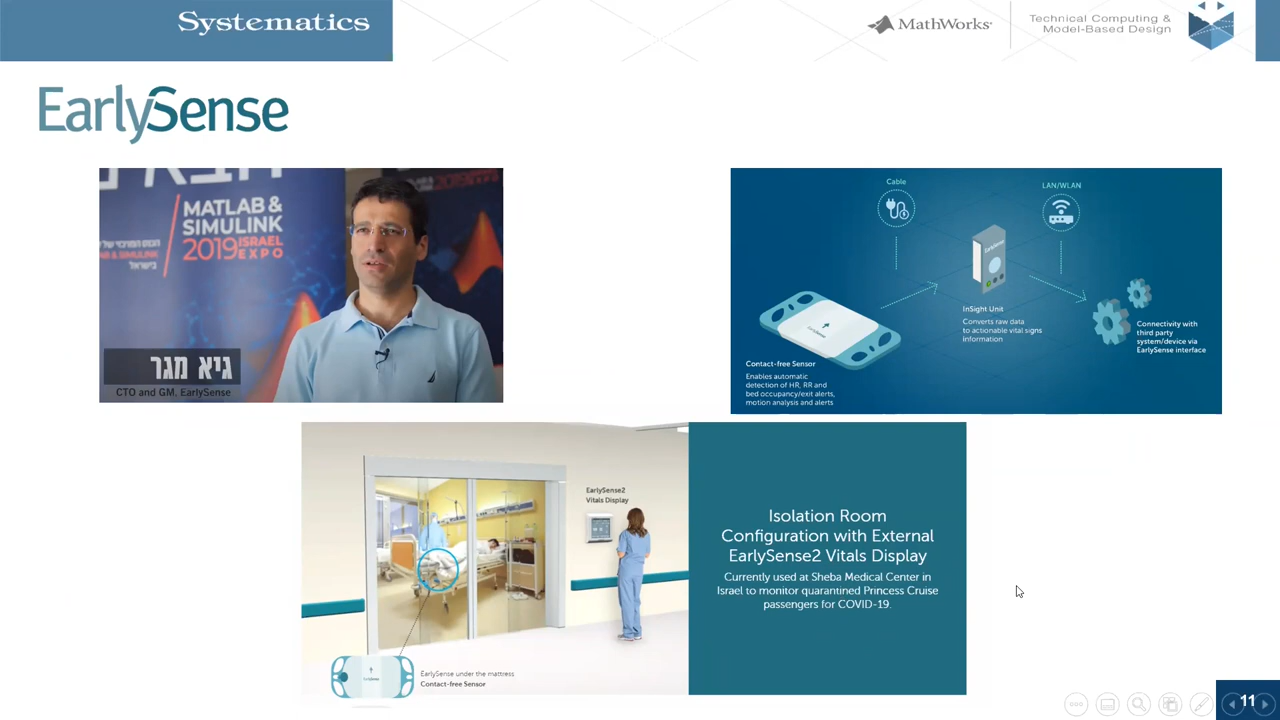 Systematics
MathWorks
Technical Computing &
Model-Based Design
EarlySense
MATLAB &
SIMULINK
2019 ISRAEL
EXPO
גיא מגר
CTO and GM, EarlySense
Cable
LAN/WLAN
EarlySense
InSight Unit
Converts raw data
to actionable vital signs
information
Connectivity with
third party
system/device via
EarlySense interface
Contact-free Sensor
Enables automatic
detection of HR, RR and
bed occupancy/exit alerts,
motion analysis and alerts
EarlySense2
Vitals Display
EarlySense under the mattress
Contact-free Sensor
Isolation Room
Configuration with External
EarlySense2 Vitals Display
Currently used at Sheba Medical Center in
Israel to monitor quarantined Princess Cruise
passengers for COVID-19.
11